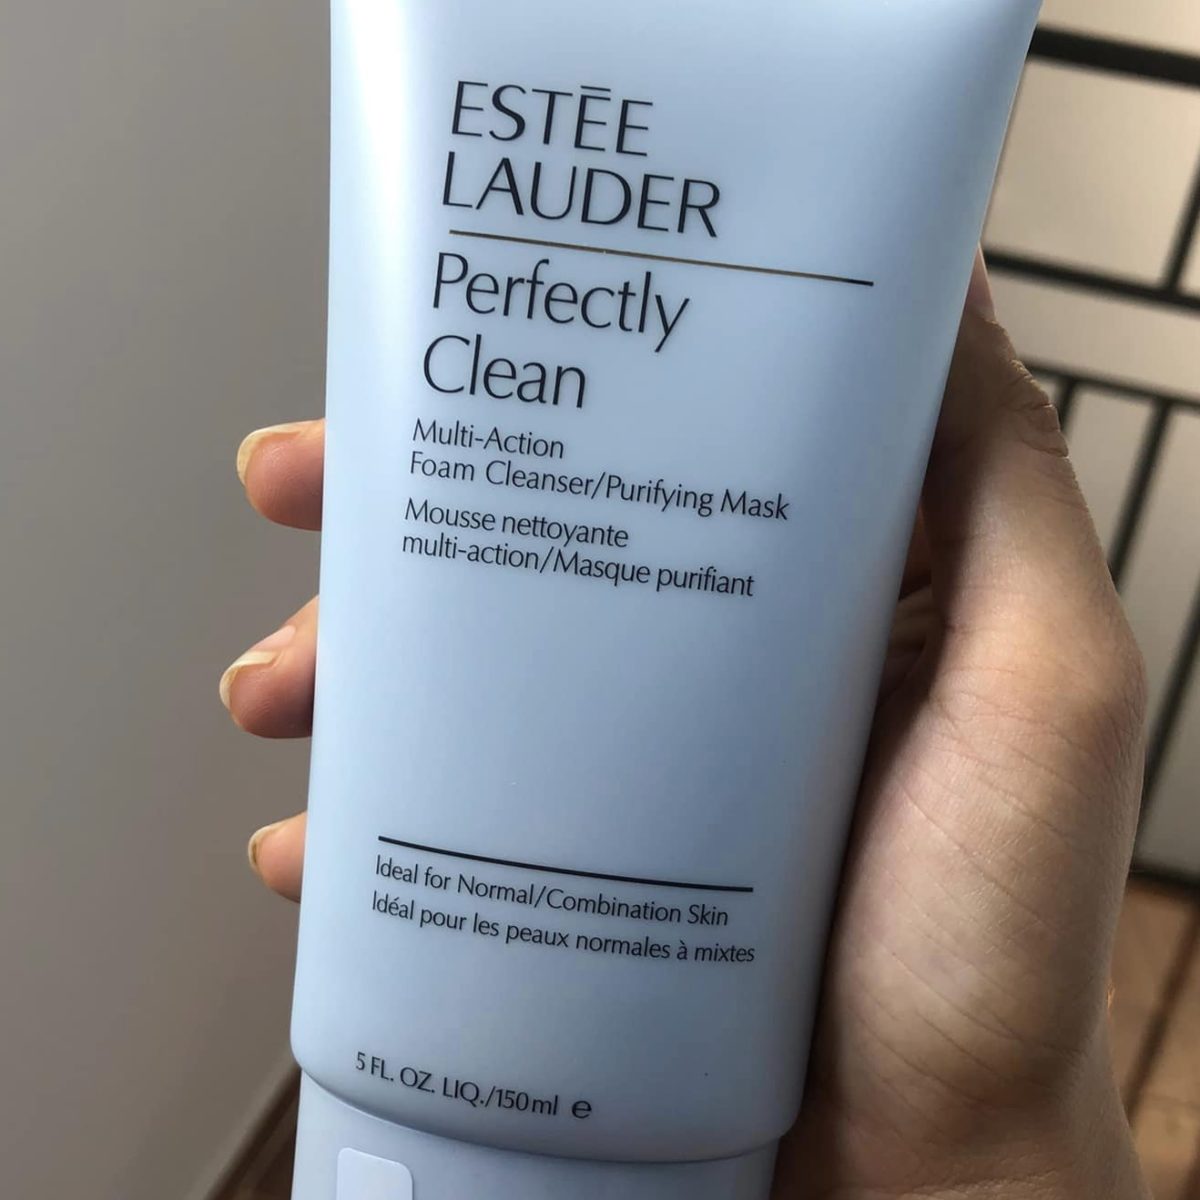 ESTĒE
LAUDER
Perfectly
Clean
Multi-Action
Foam Cleanser/Purifying Mask
Mousse nettoyante
multi-action/Masque purifiant
Ideal for Normal/Combination Skin
Idéal pour les peaux normales à mixtes
5 FL. OZ. LIQ./150ml ℮